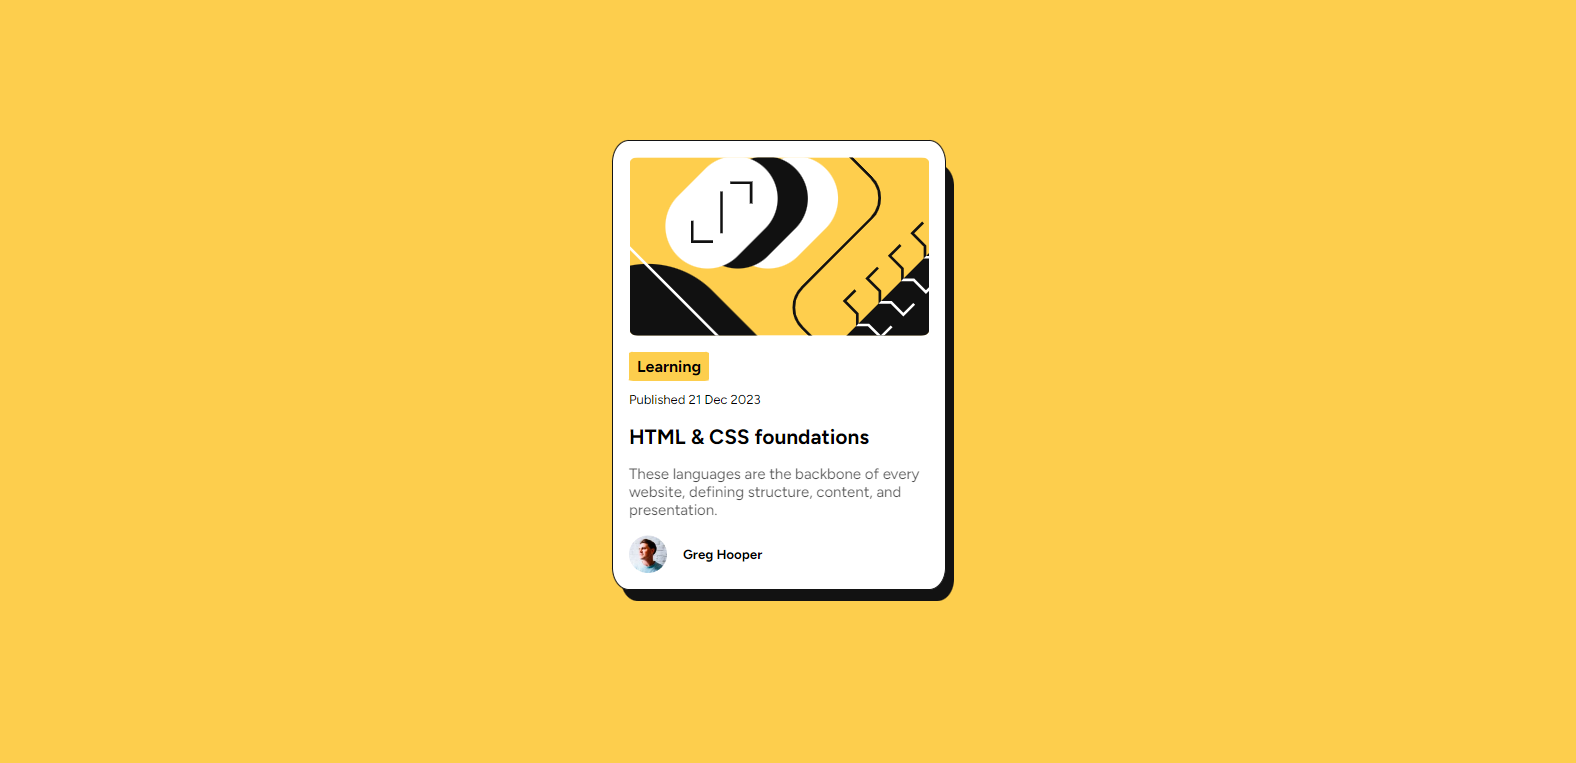 Learning
Published 21 Dec 2023
HTML & CSS foundations
These languages are the backbone of every
website, defining structure, content, and
presentation.
Greg Hooper